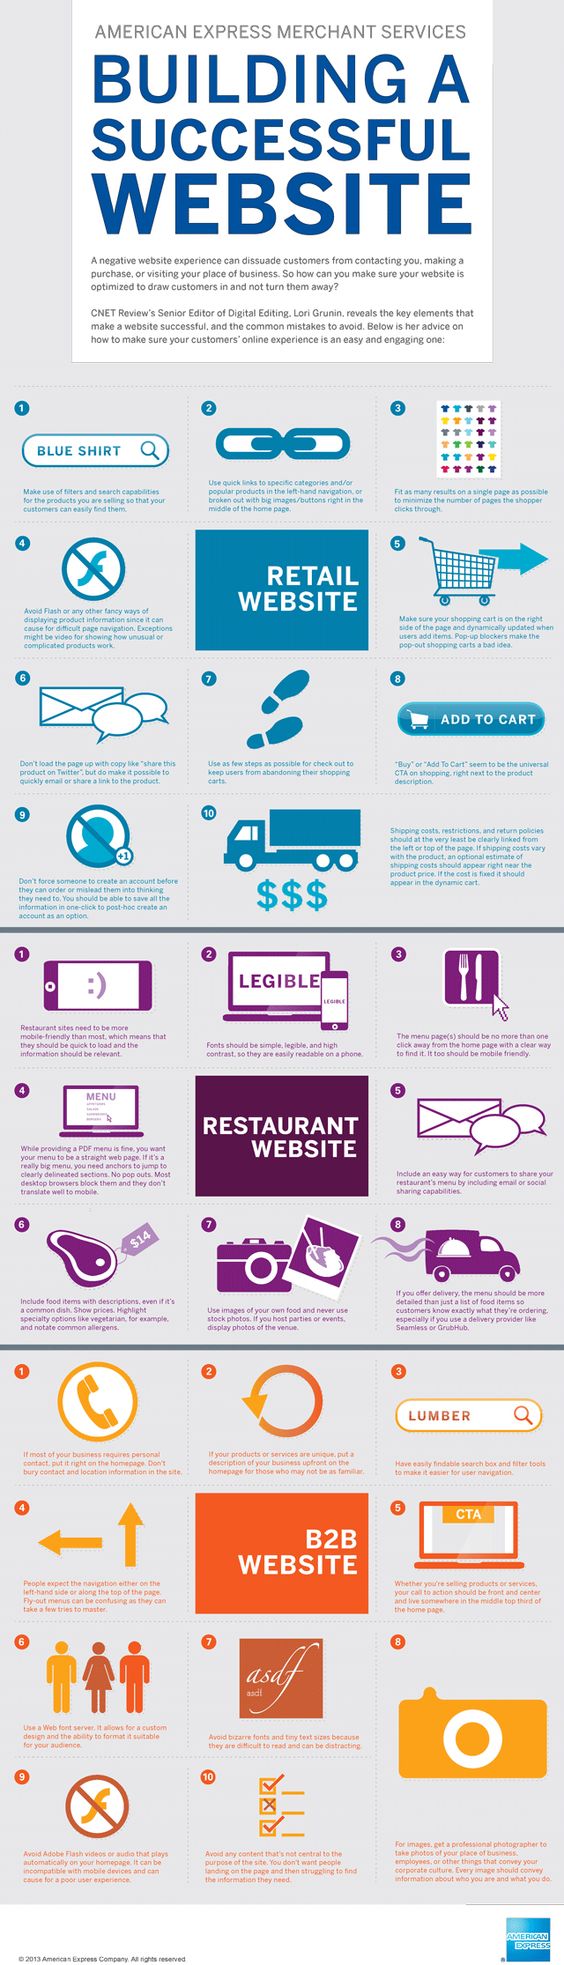 AMERICAN EXPRESS MERCHANT SERVICES
BUILDING A
SUCCESSFUL
WEBSITE
A negative website experience can dissuade customers from contacting you, making a
purchase, or visiting your place of business. So how can you make sure your website is
optimized to draw customers in and not turn them away?
CNET Review's Senior Editor of Digital Editing, Lori Grunin, reveals the key elements that
make a website successful, and the common mistakes to avoid. Below is her advice on
how to make sure your customers' online experience is an easy and engaging one:
1
BLUE SHIRT
Make use of filters and search capabilities
for the products you are selling so that your
customers can easily find them.
2
Use quick links to specific categories and/or
popular products in the left-hand navigation, or
broken out with big images/buttons right in the
middle of the home page.
3
Fit as many results on a single page as possible
to minimize the number of pages the shopper
clicks through.
4
Avoid Flash or any other fancy ways of
displaying product information since it can
cause for difficult page navigation. Exceptions
might be video for showing how unusual or
complicated products work.
RETAIL
WEBSITE
5
Make sure your shopping cart is on the right
side of the page and dynamically updated when
users add items. Pop-up blockers make the
pop-out shopping carts a bad idea.
6
Don't load the page up with copy like "share this
product on Twitter", but do make it possible to
quickly email or share a link to the product.
7
Use as few steps as possible for check out to
keep users from abandoning their shopping
carts.
8
ADD TO CART
"Buy" or "Add To Cart" seem to be the universal
CTA on shopping, right next to the product
description.
9
+1
Don't force someone to create an account before
they can order or mislead them into thinking
they need to. You should be able to save all the
information in one-click to post-hoc create an
account as an option.
10
$$$
Shipping costs, restrictions, and return policies
should at the very least be clearly linked from
the left or top of the page. If shipping costs vary
with the product, an optional estimate of
shipping costs should appear right near the
product price. If the cost is fixed it should
appear in the dynamic cart.
1
:)
Restaurant sites need to be more
mobile-friendly than most, which means that
they should be quick to load and the
information should be relevant.
2
LEGIBLE
LEGIBLE
Fonts should be simple, legible, and high
contrast, so they are easily readable on a phone.
3
The menu page(s) should be no more than one
click away from the home page with a clear way
to find it. It too should be mobile friendly.
4
MENU
While providing a PDF menu is fine, you want
your menu to be a straight web page. If it's a
really big menu, you need anchors to jump to
clearly delineated sections. No pop outs. Most
desktop browsers block them and they don't
translate well to mobile.
RESTAURANT
WEBSITE
5
Include an easy way for customers to share your
restaurant's menu by including email or social
sharing capabilities.
6
$14
Include food items with descriptions, even if it's
a common dish. Show prices. Highlight
specialty options like vegetarian, for example,
and notate common allergens.
7
Use images of your own food and never use
stock photos. If you host parties or events,
display photos of the venue.
8
If you offer delivery, the menu should be more
detailed than just a list of food items so
customers know exactly what they're ordering,
especially if you use a delivery provider like
Seamless or GrubHub.
1
If most of your business requires personal
contact, put it right on the homepage. Don't
bury contact and location information in the site.
2
If your products or services are unique, put a
description of your business upfront on the
homepage for those who may not be as familiar.
3
LUMBER
Have easily findable search box and filter tools
to make it easier for user navigation.
4
People expect the navigation either on the
left-hand side or along the top of the page.
Fly-out menus can be confusing as they can
take a few tries to master.
B2B
WEBSITE
5
CTA
Whether you're selling products or services,
your call to action should be front and center
and live somewhere in the middle top third of
the home page.
6
Use a Web font server. It allows for a custom
design and the ability to format it suitable
for your audience.
7
asdf
asdf
Avoid bizarre fonts and tiny text sizes because
they are difficult to read and can be distracting.
8
For images, get a professional photographer to
take photos of your place of business,
employees, or other things that convey your
corporate culture. Every image should convey
information about who you are and what you do.
9
Avoid Adobe Flash videos or audio that plays
automatically on your homepage. It can be
incompatible with mobile devices and can
cause for a poor user experience.
10
Avoid any content that's not central to the
purpose of the site. You don't want people
landing on the page and then struggling to find
the information they need.
AMERICAN
EXPRESS
®
© 2013 American Express Company. All rights reserved